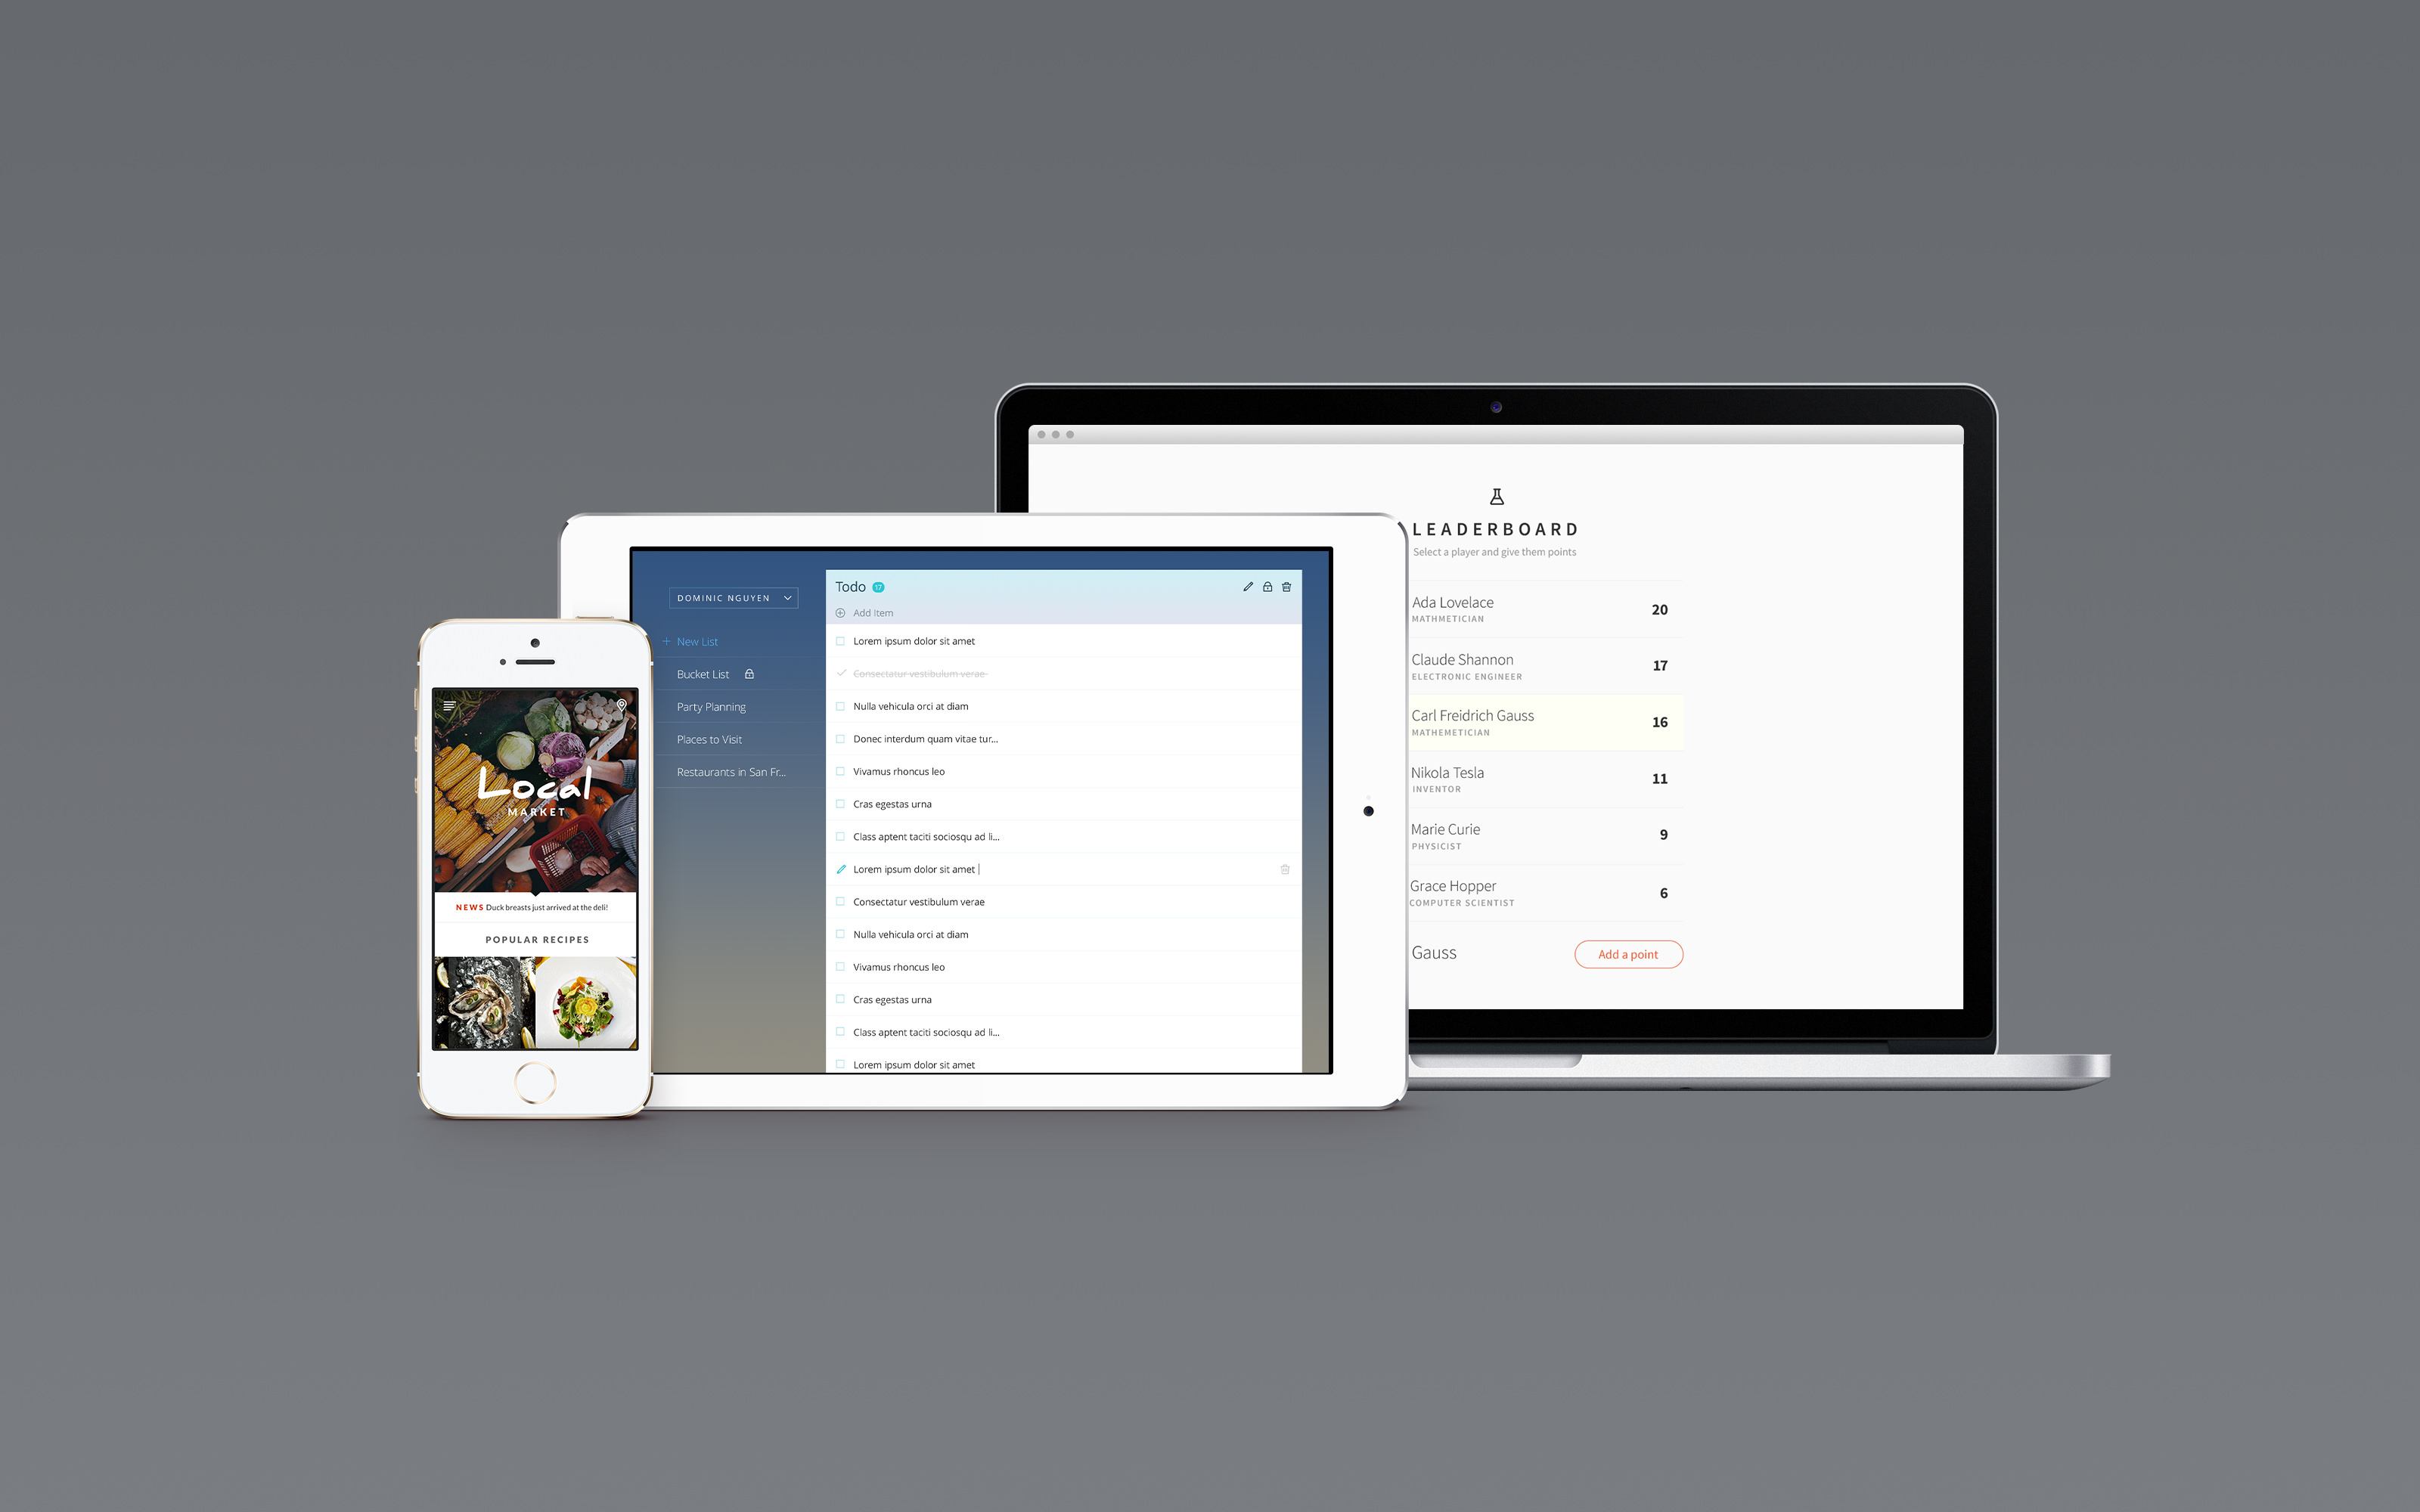 Local
MARKET
NEWS Duck breasts just arrived at the deli!
POPULAR RECIPES
DOMINIC NGUYEN
+ New List
Bucket List
Party Planning
Places to Visit
Restaurants in San Fr...
Todo 17
Add Item
Lorem ipsum dolor sit amet
Consectatur vestibulum verae
Nulla vehicula orci at diam
Donec interdum quam vitae tur...
Vivamus rhoncus leo
Cras egestas urna
Class aptent taciti sociosqu ad li...
Lorem ipsum dolor sit amet
Consectatur vestibulum verae
Nulla vehicula orci at diam
Vivamus rhoncus leo
Cras egestas urna
Class aptent taciti sociosqu ad li...
Lorem ipsum dolor sit amet
LEADERBOARD
Select a player and give them points
Ada Lovelace 20
MATHMETICIAN
Claude Shannon 17
ELECTRONIC ENGINEER
Carl Freidrich Gauss 16
MATHEMETICIAN
Nikola Tesla 11
INVENTOR
Marie Curie 9
PHYSICIST
Grace Hopper 6
COMPUTER SCIENTIST
Gauss Add a point